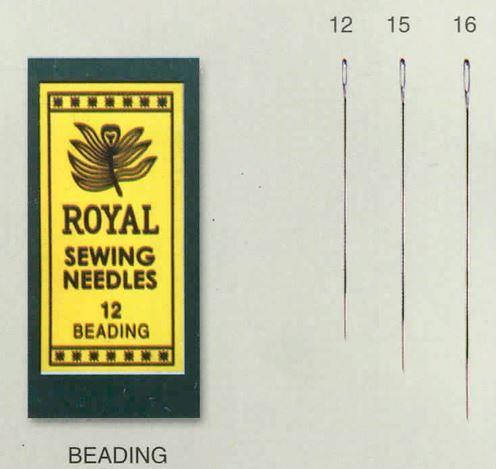 12 15 16
ROYAL
SEWING
NEEDLES
12
BEADING
BEADING